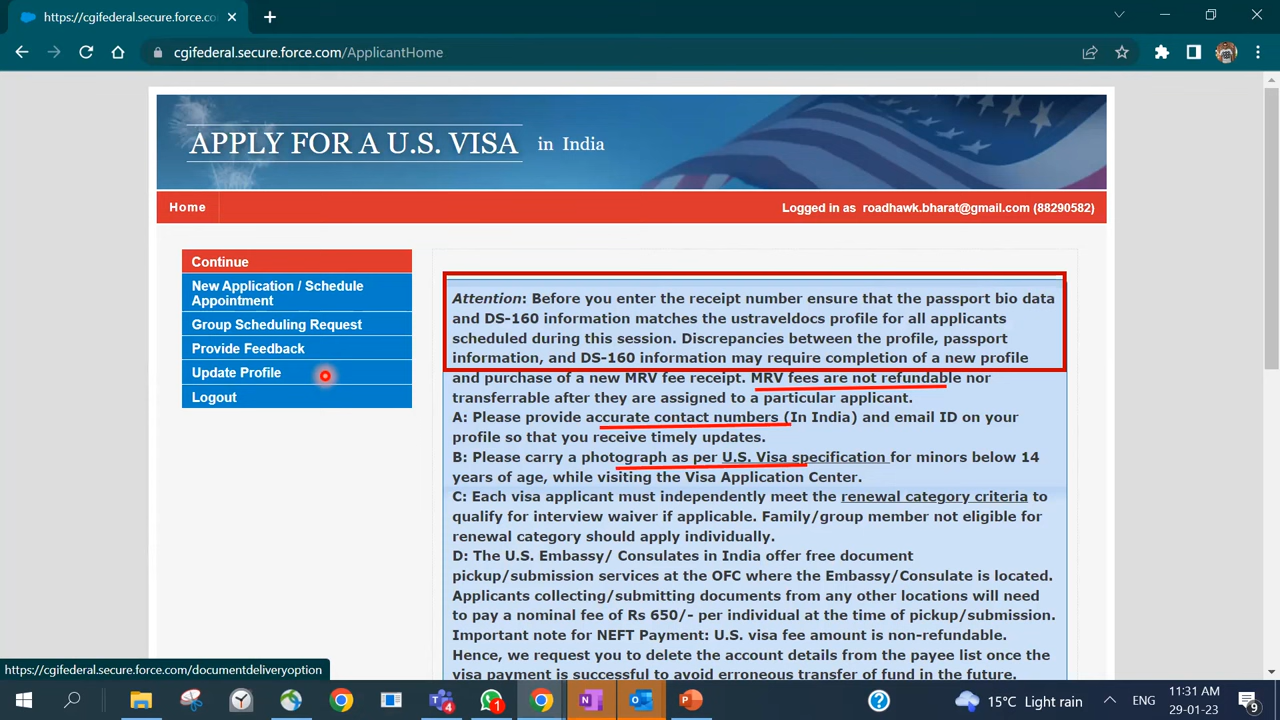 https://cgifederal.secure.force.co
cgifederal.secure.force.com/ApplicantHome
APPLY FOR A U.S. VISA in India
Home
Logged in as roadhawk.bharat@gmail.com (88290582)
Continue
New Application / Schedule
Appointment
Group Scheduling Request
Provide Feedback
Update Profile
Logout
Attention: Before you enter the receipt number ensure that the passport bio data
and DS-160 information matches the ustraveldocs profile for all applicants
scheduled during this session. Discrepancies between the profile, passport
information, and DS-160 information may require completion of a new profile
and purchase of a new MRV fee receipt. MRV fees are not refundable nor
transferrable after they are assigned to a particular applicant.
A: Please provide accurate contact numbers (In India) and email ID on your
profile so that you receive timely updates.
B: Please carry a photograph as per U.S. Visa specification for minors below 14
years of age, while visiting the Visa Application Center.
C: Each visa applicant must independently meet the renewal category criteria to
qualify for interview waiver if applicable. Family/group member not eligible for
renewal category should apply individually.
D: The U.S. Embassy/ Consulates in India offer free document
pickup/submission services at the OFC where the Embassy/Consulate is located.
Applicants collecting/submitting documents from any other locations will need
to pay a nominal fee of Rs 650/- per individual at the time of pickup/submission.
Important note for NEFT Payment: U.S. visa fee amount is non-refundable.
Hence, we request you to delete the account details from the payee list once the
visa payment is successful to avoid erroneous transfer of fund in the future.
https://cgifederal.secure.force.com/documentdeliveryoption
4
1
15°C Light rain
ENG
11:31 AM
29-01-23
9